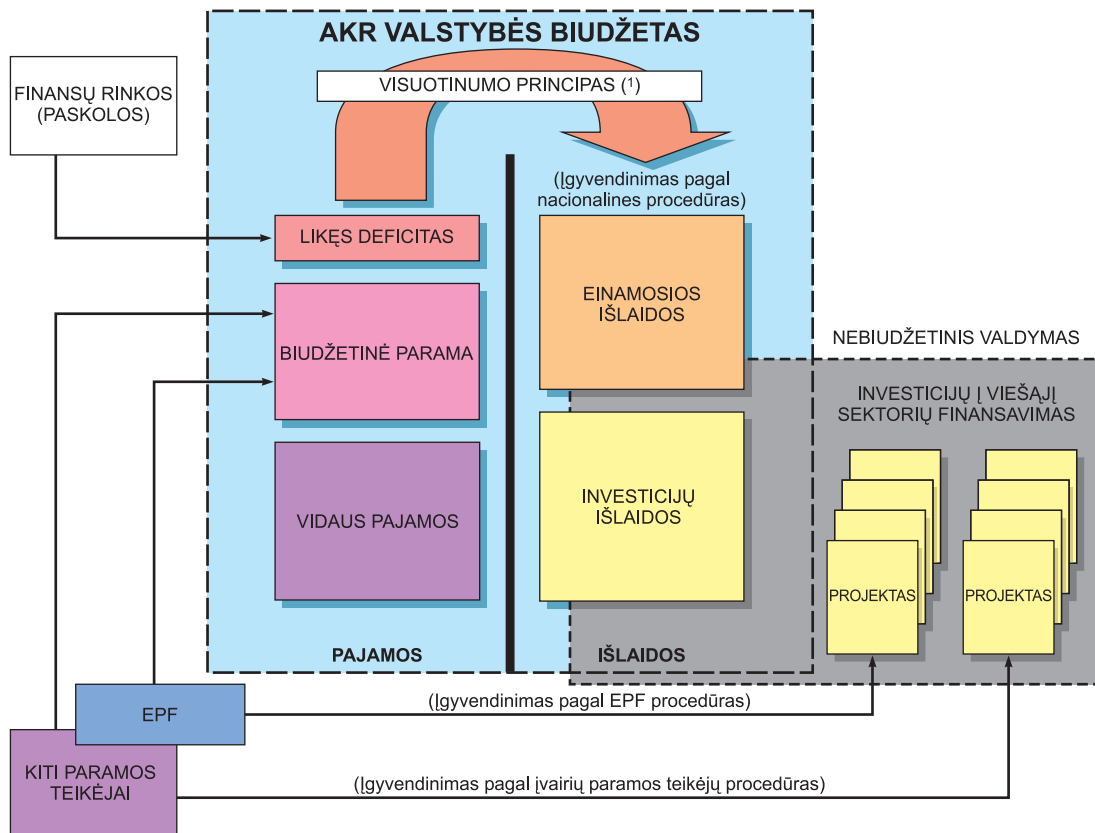 AKR VALSTYBĖS BIUDŽETAS
VISUOTINUMO PRINCIPAS (1)
FINANSŲ RINKOS
(PASKOLOS)
(Įgyvendinimas pagal
nacionalines procedūras)
LIKĘS DEFICITAS
EINAMOSIOS
IŠLAIDOS
BIUDŽETINĖ PARAMA
NEBIUDŽETINIS VALDYMAS
INVESTICIJŲ Į VIEŠĄJĮ
SEKTORIŲ FINANSAVIMAS
VIDAUS PAJAMOS
INVESTICIJŲ
IŠLAIDOS
PROJEKTAS
PROJEKTAS
PAJAMOS
IŠLAIDOS
(Įgyvendinimas pagal EPF procedūras)
EPF
KITI PARAMOS
TEIKĖJAI
(Įgyvendinimas pagal įvairių paramos teikėjų procedūras)